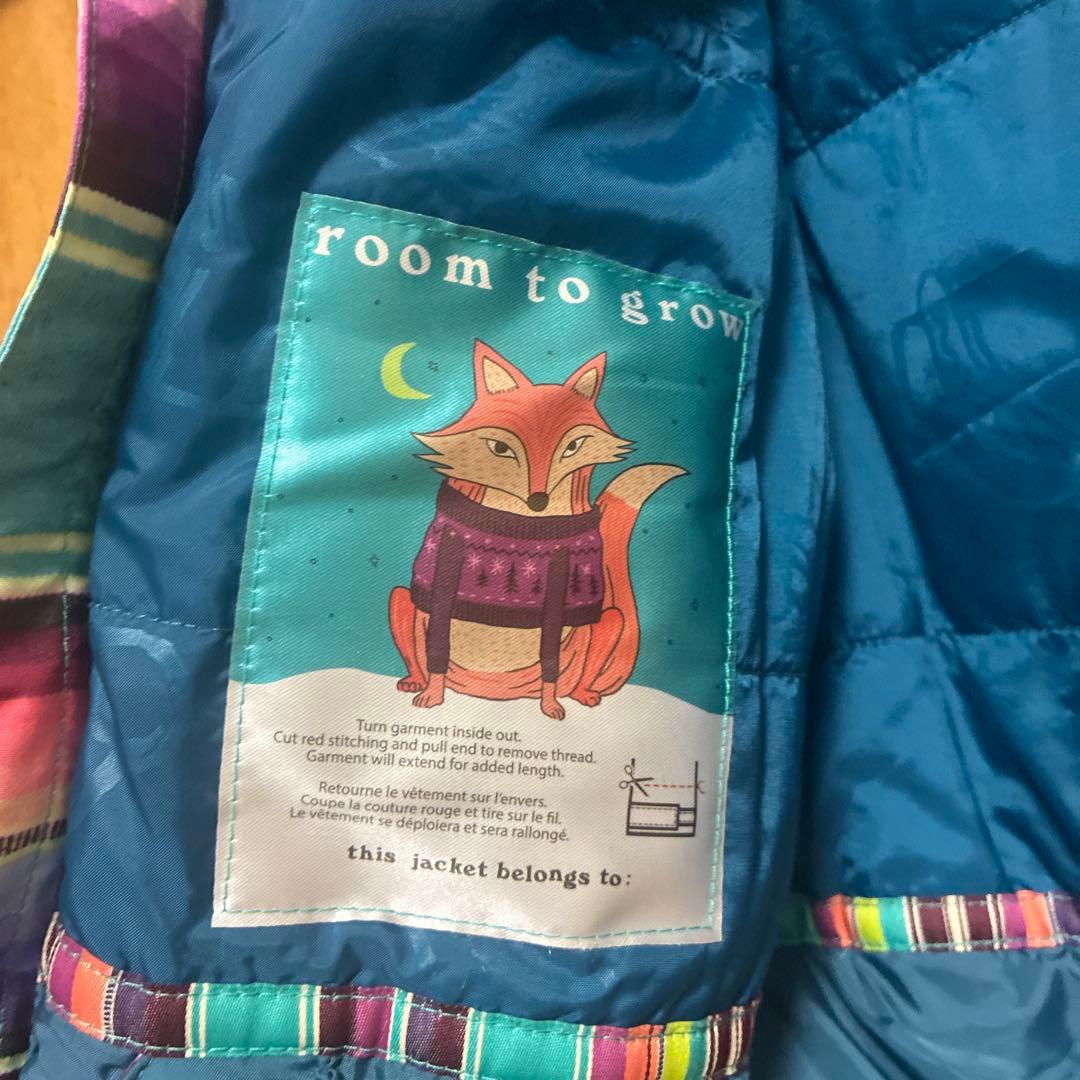 room to grow
Turn garment inside out.
Cut red stitching and pull end to remove thread.
Garment will extend for added length.
Retourne le vêtement sur l'envers.
Coupe la couture rouge et tire sur le fil.
Le vêtement se déploiera et sera rallongé.
this jacket belongs to: